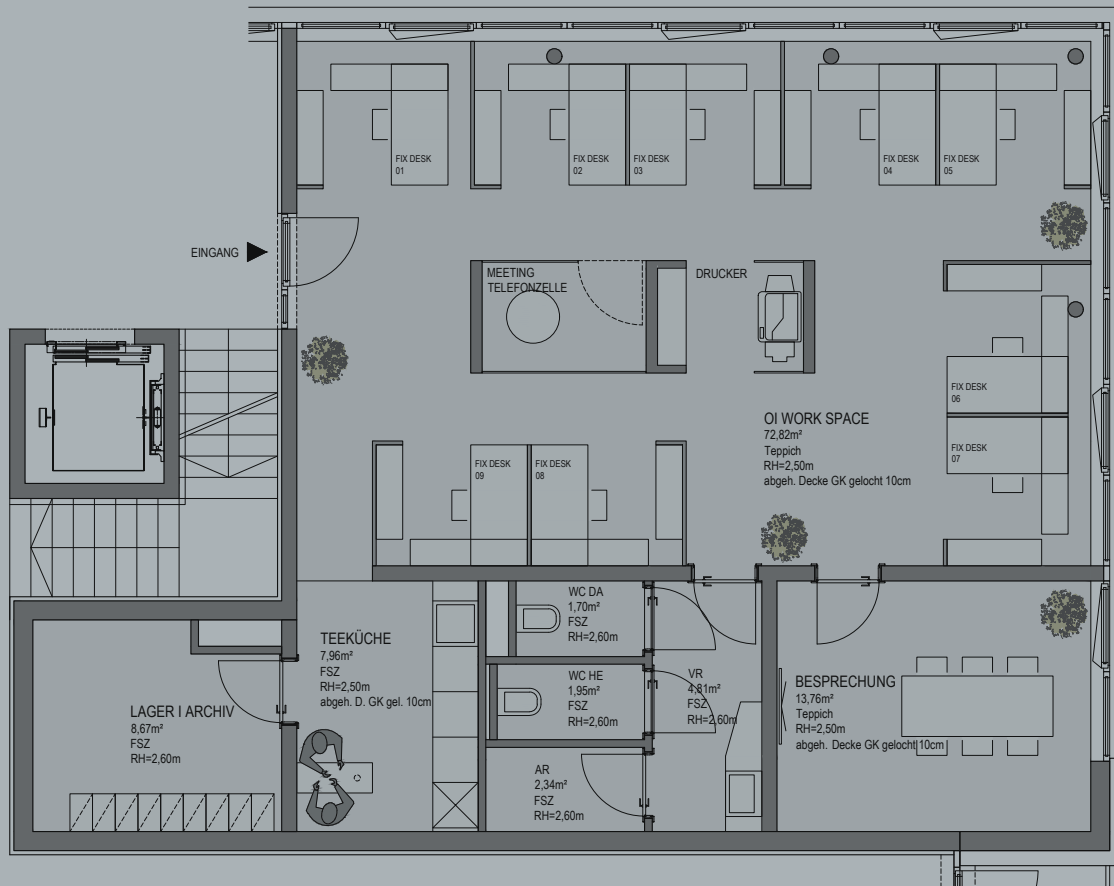 FIX DESK
01
FIX DESK
02
FIX DESK
03
FIX DESK
04
FIX DESK
05
EINGANG
MEETING
TELEFONZELLE
DRUCKER
FIX DESK
06
FIX DESK
07
OI WORK SPACE
72,82m²
Teppich
RH=2,50m
abgeh. Decke GK gelocht 10cm
FIX DESK
09
FIX DESK
08
WC DA
1,70m²
FSZ
RH=2,60m
TEEKÜCHE
7,96m²
FSZ
RH=2,50m
abgeh. D. GK gel. 10cm
WC HE
1,95m²
FSZ
RH=2,60m
VR
4,81m²
FSZ
RH=2,60m
BESPRECHUNG
13,76m²
Teppich
RH=2,50m
abgeh. Decke GK gelocht 10cm
LAGER I ARCHIV
8,67m²
FSZ
RH=2,60m
AR
2,34m²
FSZ
RH=2,60m